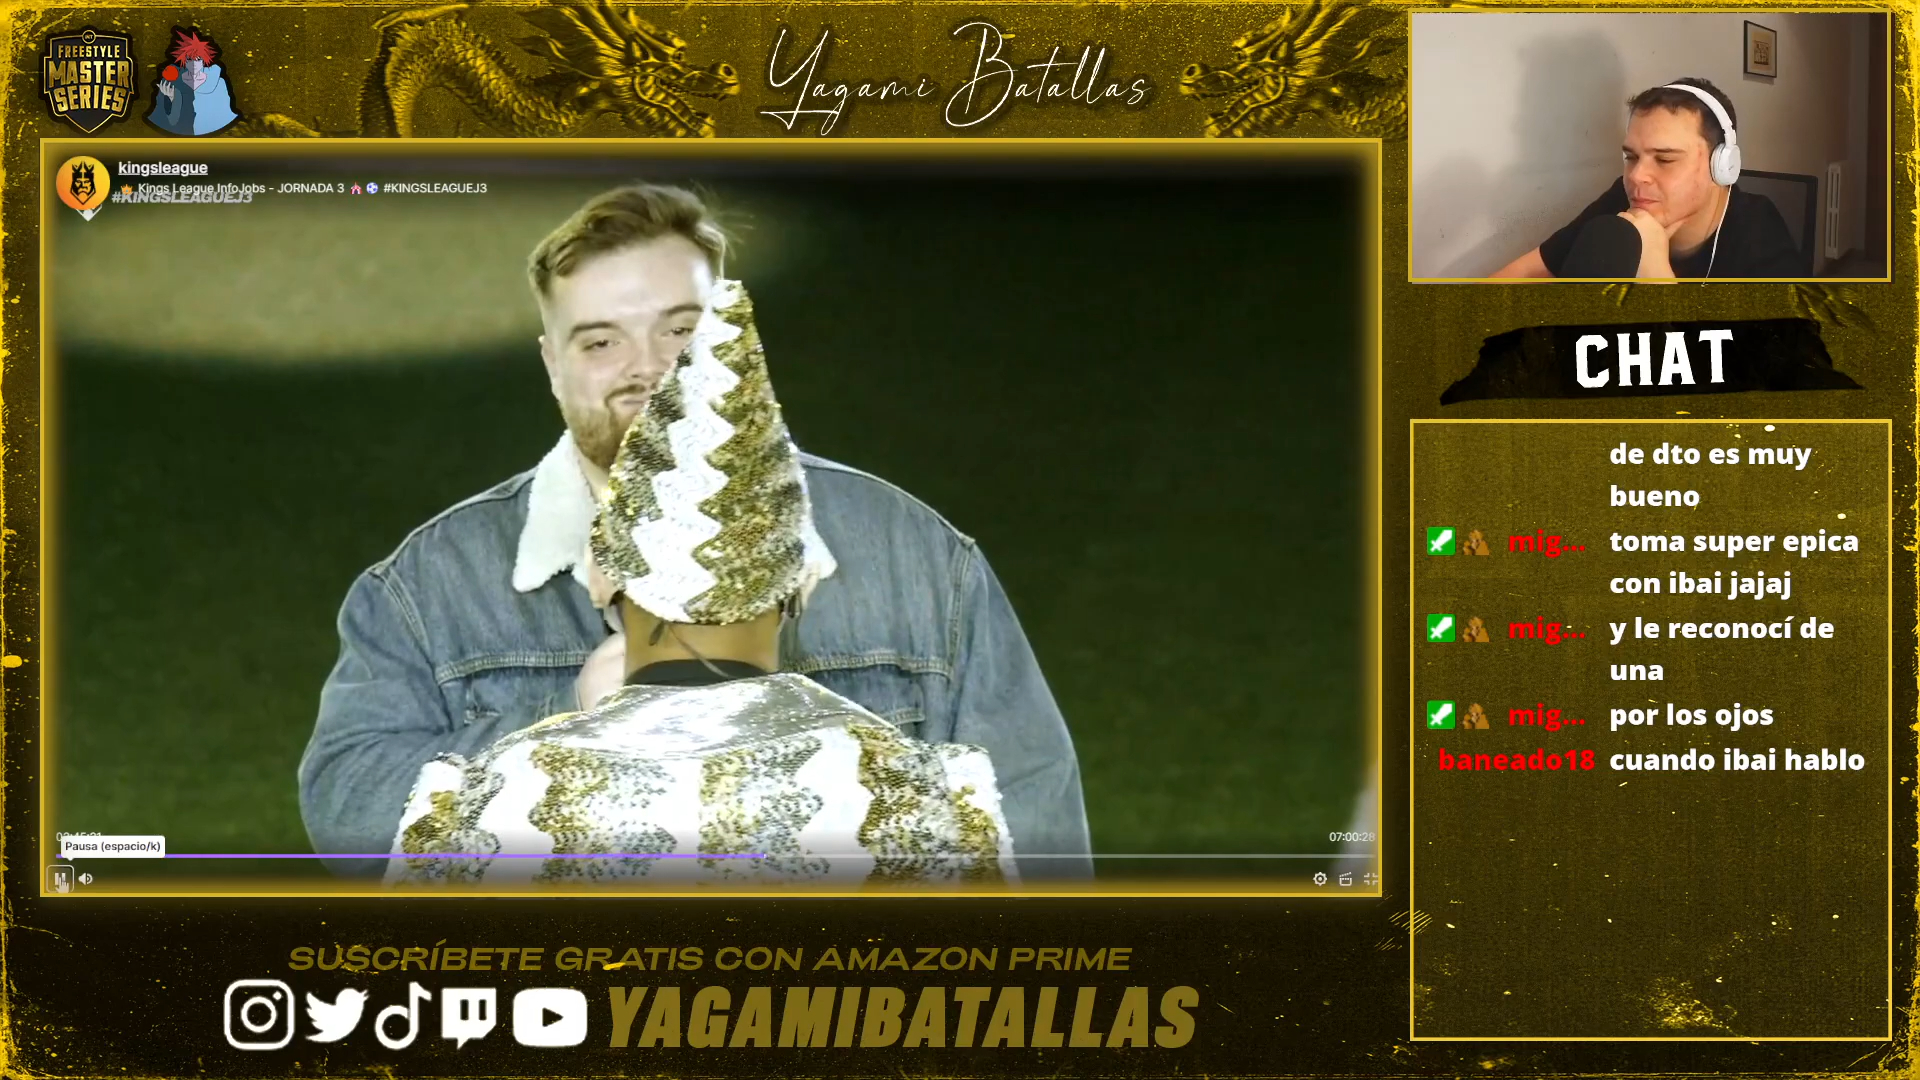 INT
FREESTYLE
MASTER
SERIES
Yagami Batallas
kingsleague
Kings League InfoJobs - JORNADA 3 #KINGSLEAGUEJ3
#KINGSLEAGUEJ3
CHAT
de dto es muy
bueno
mig... toma super epica
con ibai jajaj
mig... y le reconocí de
una
mig... por los ojos
baneado18 cuando ibai hablo
07:00:28
Pausa (espacio/k)
SUSCRÍBETE GRATIS CON AMAZON PRIME
YAGAMIBATALLAS